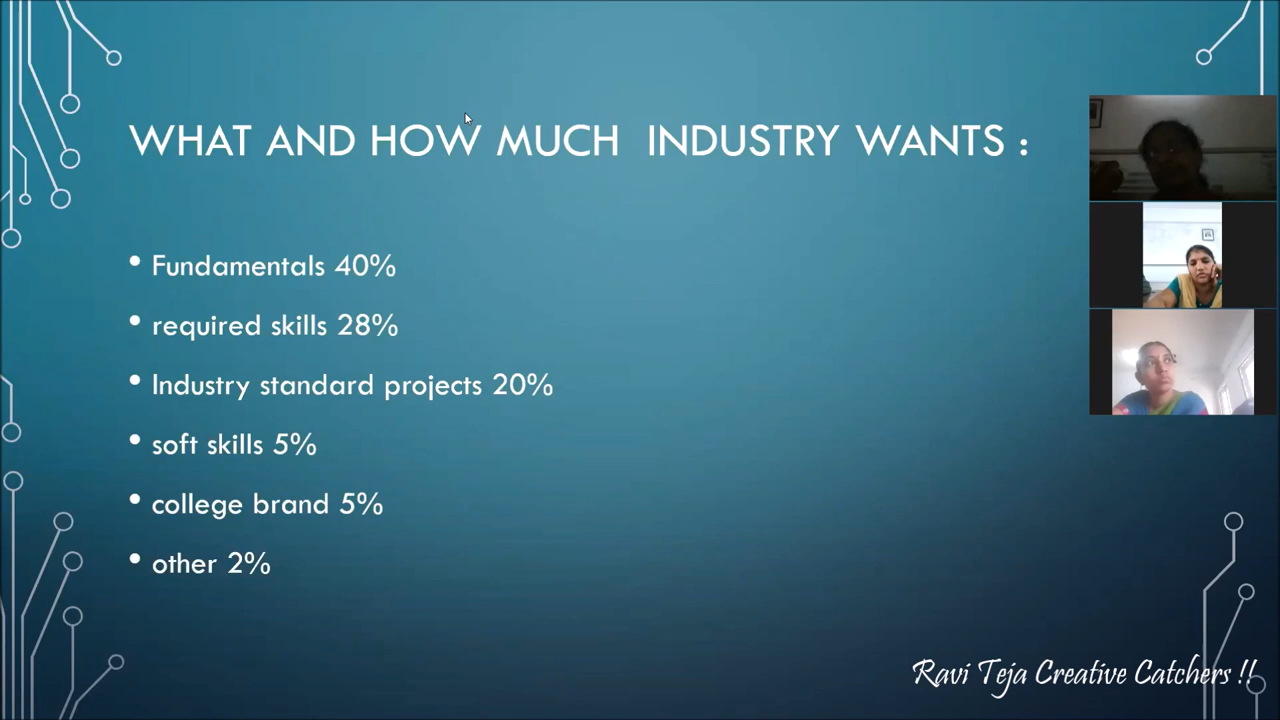 WHAT AND HOW MUCH INDUSTRY WANTS :
• Fundamentals 40%
• required skills 28%
• Industry standard projects 20%
• soft skills 5%
• college brand 5%
• other 2%
Ravi Teja Creative Catchers !!